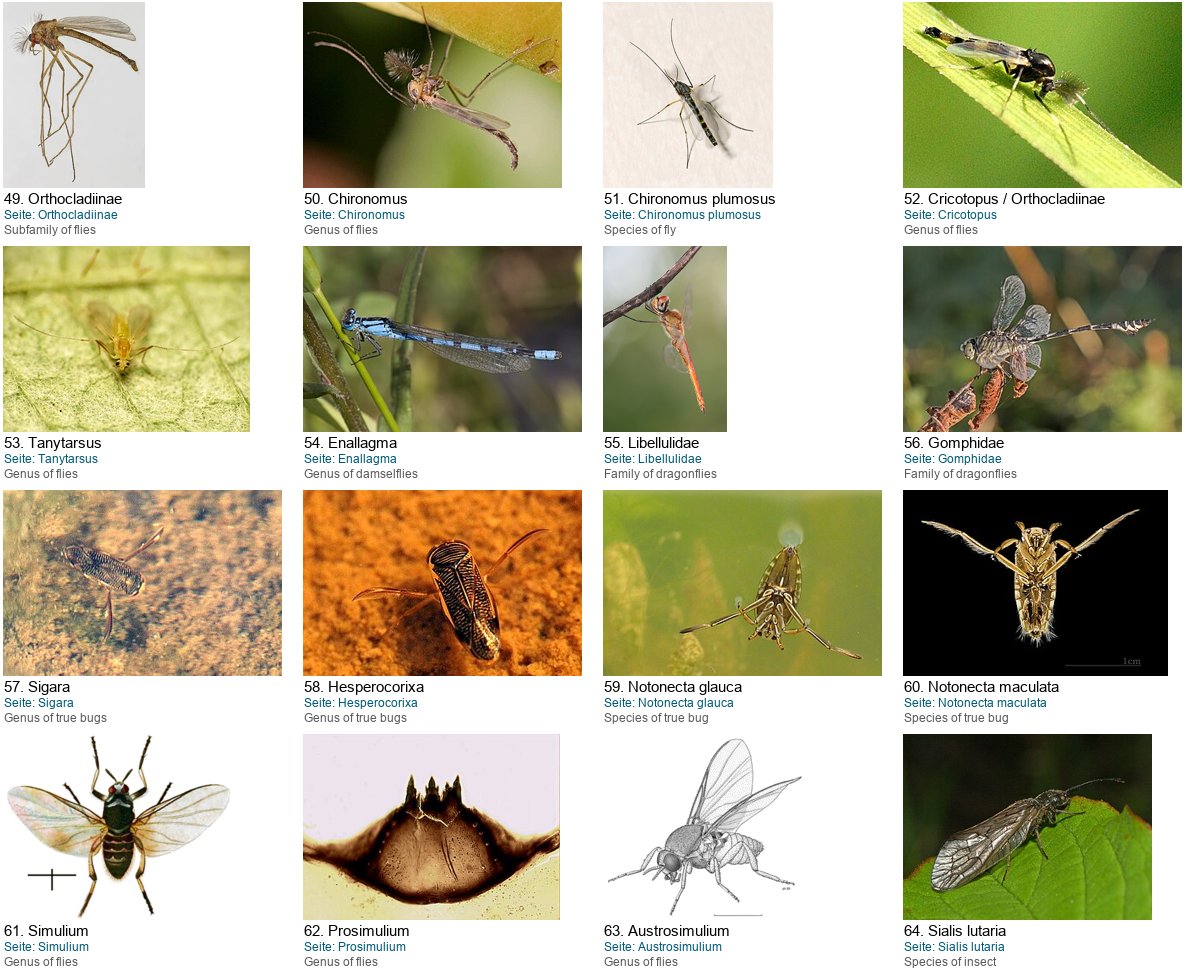 49. Orthocladiinae
Seite: Orthocladiinae
Subfamily of flies
50. Chironomus
Seite: Chironomus
Genus of flies
51. Chironomus plumosus
Seite: Chironomus plumosus
Species of fly
52. Cricotopus / Orthocladiinae
Seite: Cricotopus
Genus of flies
53. Tanytarsus
Seite: Tanytarsus
Genus of flies
54. Enallagma
Seite: Enallagma
Genus of damselflies
55. Libellulidae
Seite: Libellulidae
Family of dragonflies
56. Gomphidae
Seite: Gomphidae
Family of dragonflies
57. Sigara
Seite: Sigara
Genus of true bugs
58. Hesperocorixa
Seite: Hesperocorixa
Genus of true bugs
59. Notonecta glauca
Seite: Notonecta glauca
Species of true bug
1cm
60. Notonecta maculata
Seite: Notonecta maculata
Species of true bug
61. Simulium
Seite: Simulium
Genus of flies
62. Prosimulium
Seite: Prosimulium
Genus of flies
63. Austrosimulium
Seite: Austrosimulium
Genus of flies
64. Sialis lutaria
Seite: Sialis lutaria
Species of insect